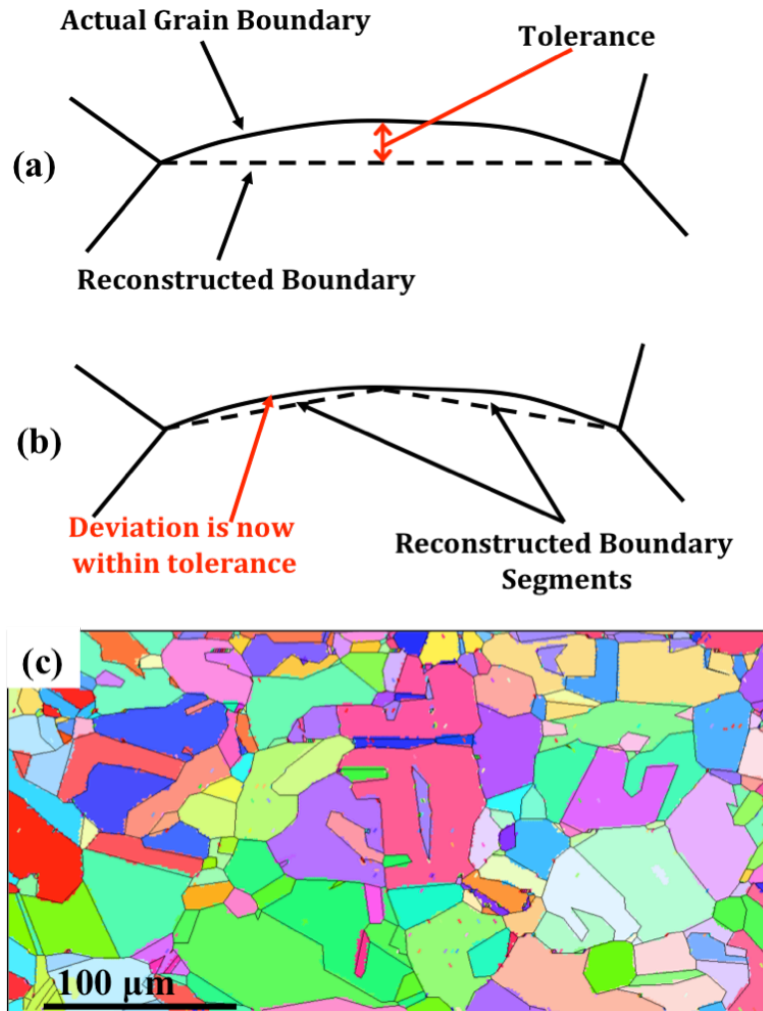 Actual Grain Boundary
Tolerance
(a)
Reconstructed Boundary
(b)
Deviation is now
within tolerance
Reconstructed Boundary
Segments
(c)
100 μm